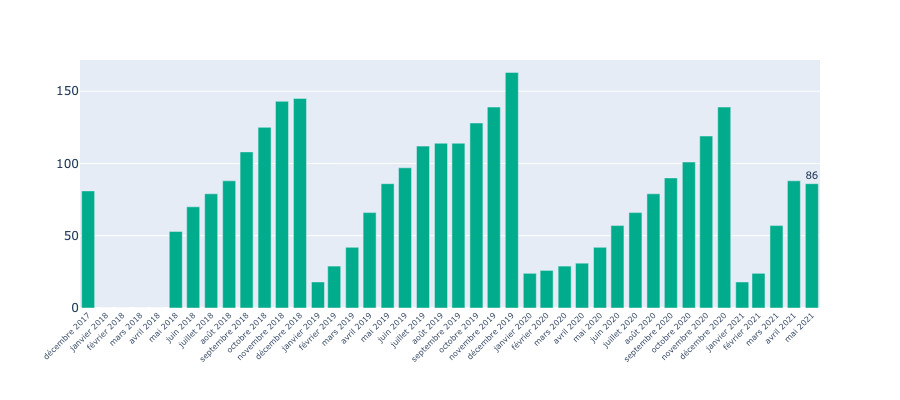 150
100
50
0
86
décembre 2017
janvier 2018
février 2018
mars 2018
avril 2018
mai 2018
juin 2018
juillet 2018
août 2018
septembre 2018
octobre 2018
novembre 2018
décembre 2018
janvier 2019
février 2019
mars 2019
avril 2019
mai 2019
juin 2019
juillet 2019
août 2019
septembre 2019
octobre 2019
novembre 2019
décembre 2019
janvier 2020
février 2020
mars 2020
avril 2020
mai 2020
juin 2020
juillet 2020
août 2020
septembre 2020
octobre 2020
novembre 2020
décembre 2020
janvier 2021
février 2021
mars 2021
avril 2021
mai 2021